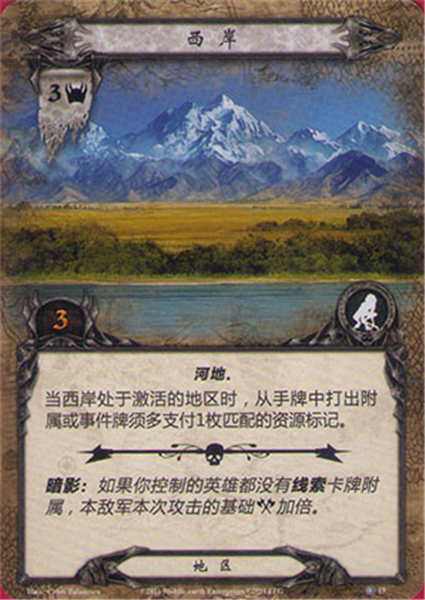 西岸
3
3
河地.
当西岸处于激活的地区时，从手牌中打出附
属或事件牌须多支付1枚匹配的资源标记。
暗影：如果你控制的英雄都没有线索卡牌附
属，本敌军本次攻击的基础 加倍。
地区